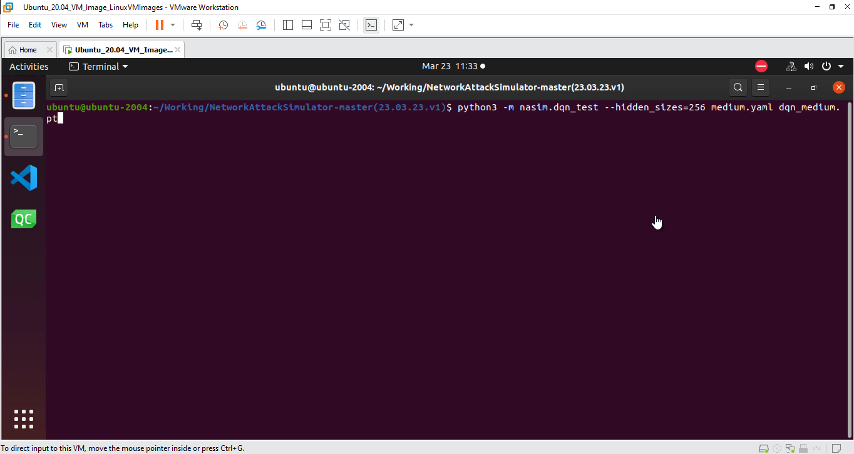 Ubuntu_20.04_VM_Image_LinuxVMImages - VMware Workstation
File Edit View VM Tabs Help
Home Ubuntu_20.04_VM_Image...
Activities Terminal Mar 23 11:33
ubuntu@ubuntu-2004: ~/Working/NetworkAttackSimulator-master(23.03.23.v1)
ubuntu@ubuntu-2004:~/Working/NetworkAttackSimulator-master(23.03.23.v1)$ python3 -m nasim.dqn_test --hidden_sizes=256 medium.yaml dqn_medium.
pt
QC
To direct input to this VM, move the mouse pointer inside or press Ctrl+G.